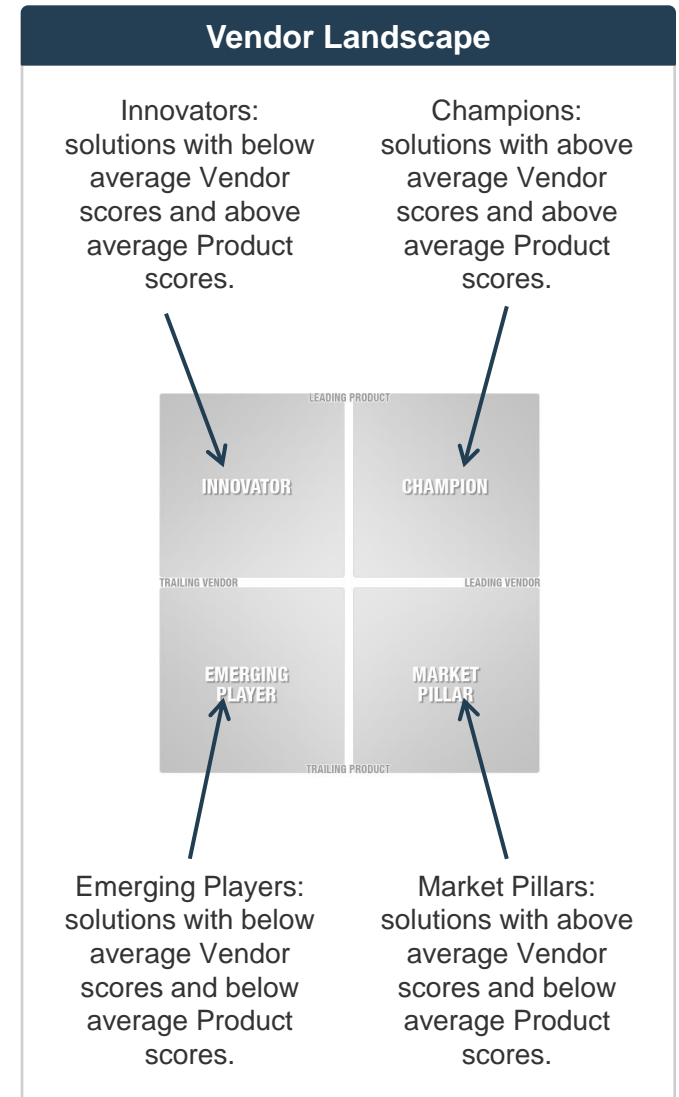 Vendor Landscape
Innovators:
solutions with below
average Vendor
scores and above
average Product
scores.
Champions:
solutions with above
average Vendor
scores and above
average Product
scores.
LEADING PRODUCT
INNOVATOR
CHAMPION
TRAILING VENDOR
LEADING VENDOR
EMERGING
PLAYER
MARKET
PILLAR
TRAILING PRODUCT
Emerging Players:
solutions with below
average Vendor
scores and below
average Product
scores.
Market Pillars:
solutions with above
average Vendor
scores and below
average Product
scores.